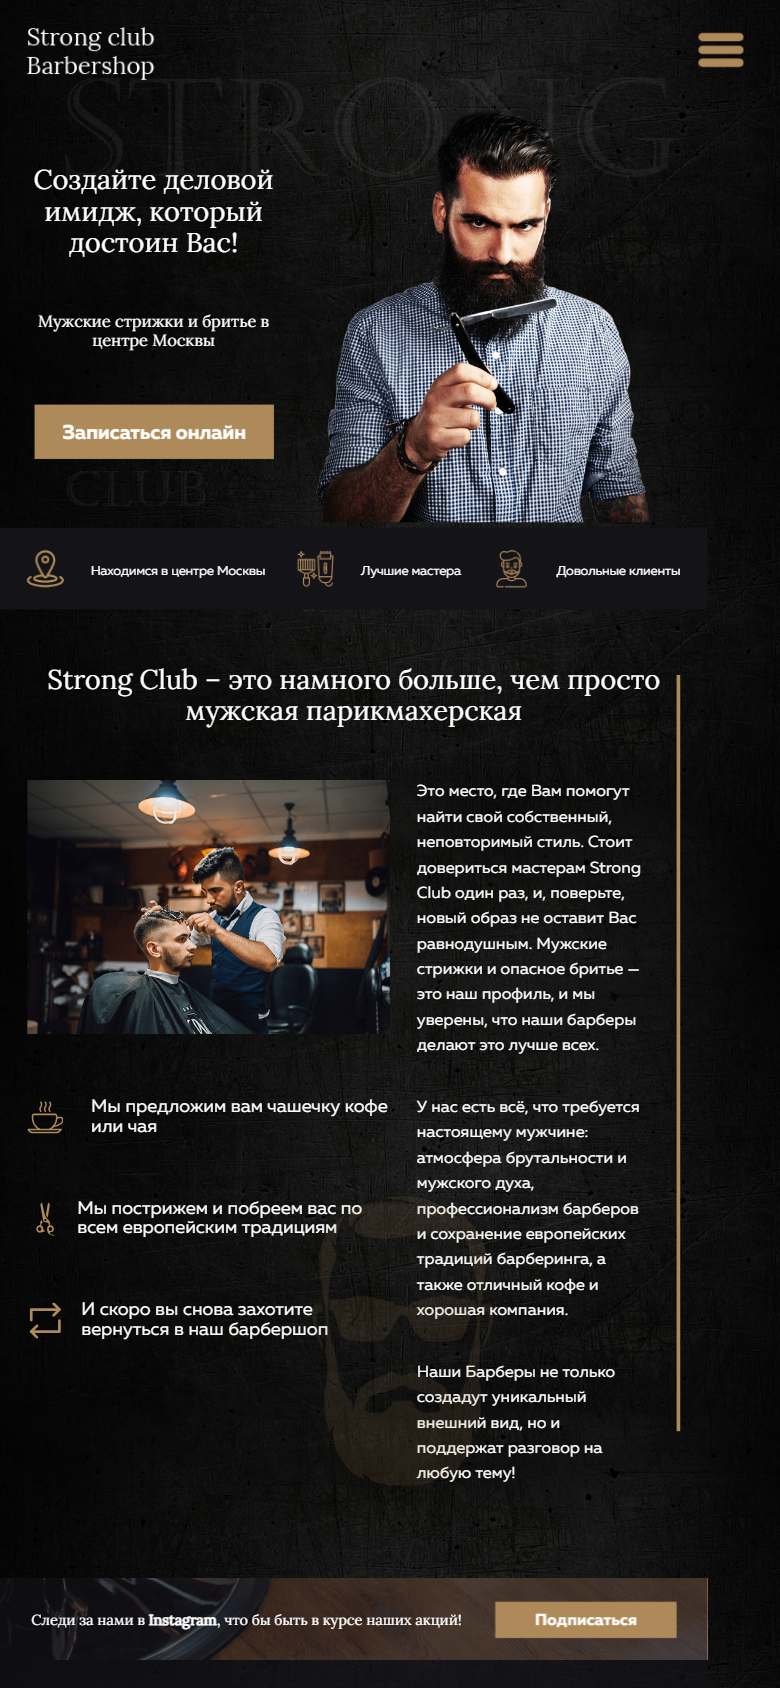 Strong club
Barbershop
STRONG
Создайте деловой
имидж, который
достоин Вас!
Мужские стрижки и бритье в
центре Москвы
Записаться онлайн
CLUB
Находимся в центре Москвы
Лучшие мастера
Довольные клиенты
Strong Club – это намного больше, чем просто
мужская парикмахерская
Это место, где Вам помогут
найти свой собственный,
неповторимый стиль. Стоит
довериться мастерам Strong
Club один раз, и, поверьте,
новый образ не оставит Вас
равнодушным. Мужские
стрижки и опасное бритье —
это наш профиль, и мы
уверены, что наши барберы
делают это лучше всех.
Мы предложим вам чашечку кофе
или чая
Мы пострижем и побреем вас по
всем европейским традициям
И скоро вы снова захотите
вернуться в наш барбершоп
У нас есть всё, что требуется
настоящему мужчине:
атмосфера брутальности и
мужского духа,
профессионализм барберов
и сохранение европейских
традиций барберинга, а
также отличный кофе и
хорошая компания.
Наши Барберы не только
создадут уникальный
внешний вид, но и
поддержат разговор на
любую тему!
Следи за нами в Instagram, что бы быть в курсе наших акций!
Подписаться